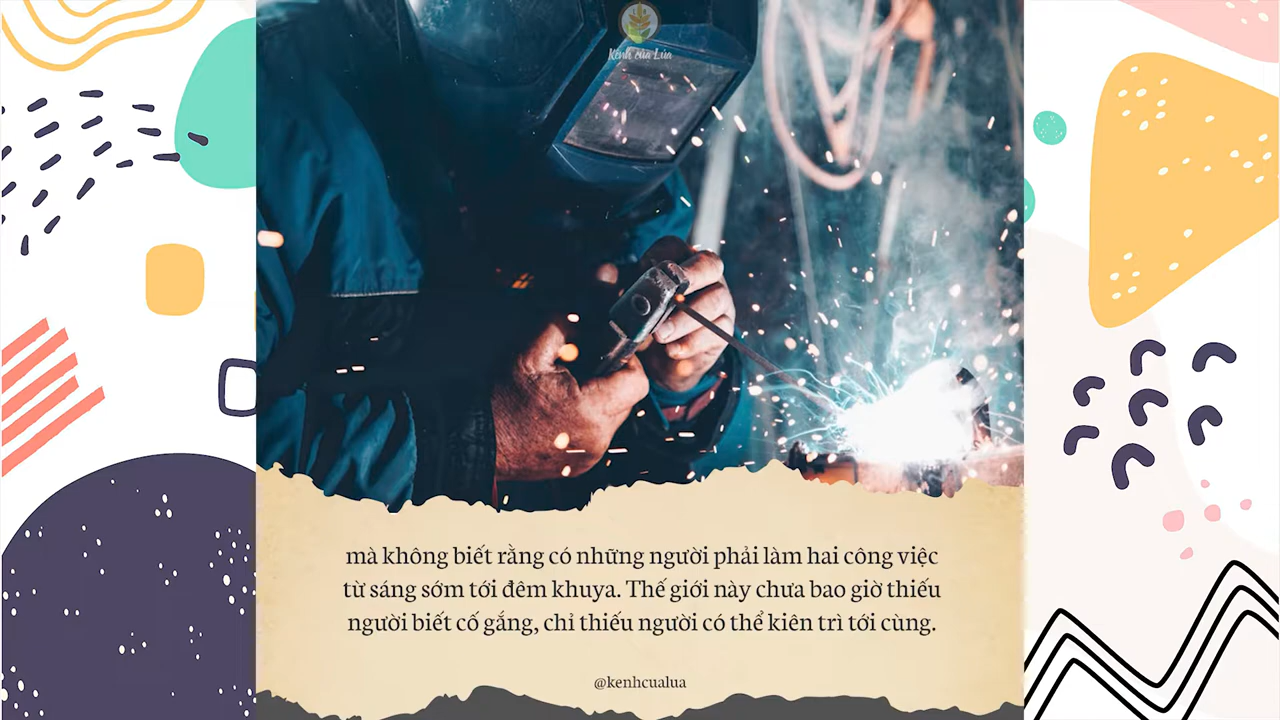 Kênh của Lúa
mà không biết rằng có những người phải làm hai công việc
từ sáng sớm tới đêm khuya. Thế giới này chưa bao giờ thiếu
người biết cố gắng, chỉ thiếu người có thể kiên trì tới cùng.
@kenhcualua